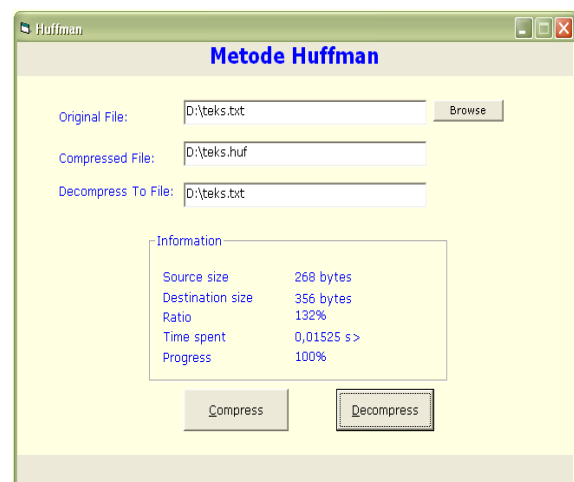 Huffman
Metode Huffman
Original File: D:\teks.txt Browse
Compressed File: D:\teks.huf
Decompress To File: D:\teks.txt
Information
Source size 268 bytes
Destination size 356 bytes
Ratio 132%
Time spent 0,01525 s>
Progress 100%
Compress Decompress